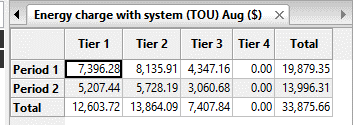 Energy charge with system (TOU) Aug ($)
Tier 1 Tier 2 Tier 3 Tier 4 Total
Period 1 7,396.28 8,135.91 4,347.16 0.00 19,879.35
Period 2 5,207.44 5,728.19 3,060.68 0.00 13,996.31
Total 12,603.72 13,864.09 7,407.84 0.00 33,875.66